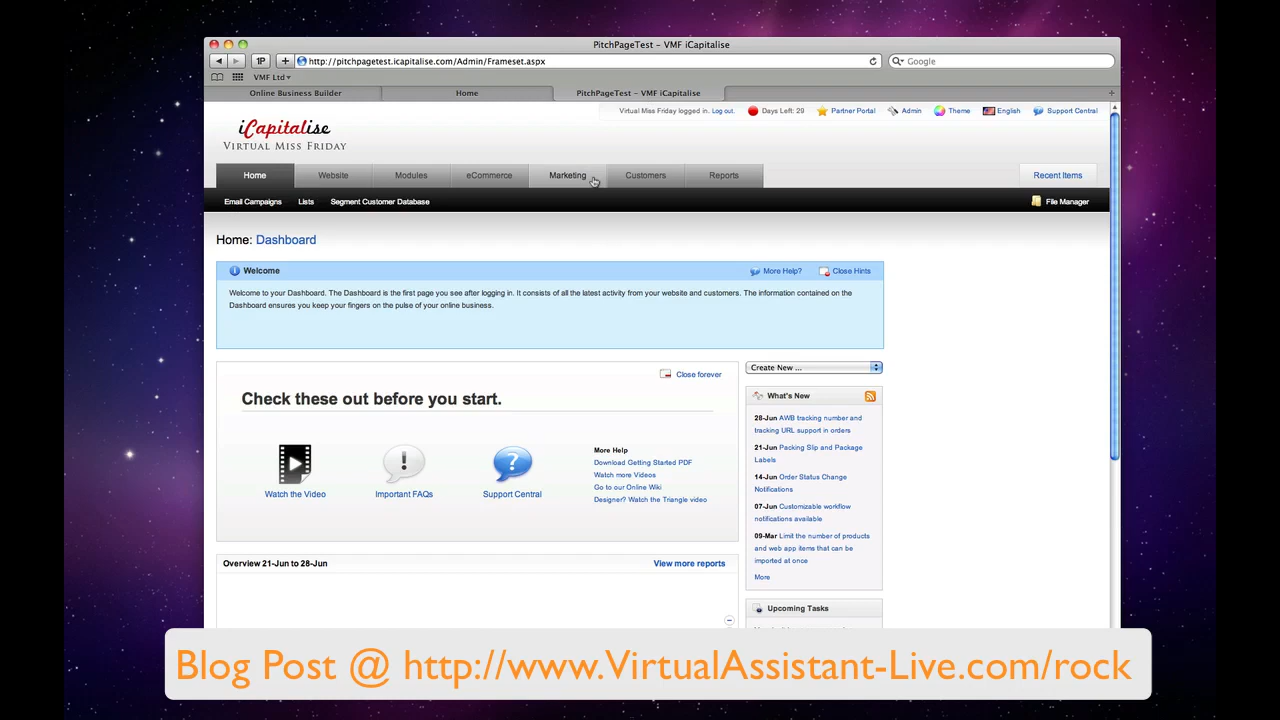 PitchPageTest – VMF iCapitalise
1P
http://pitchpagetest.icapitalise.com/Admin/Frameset.aspx
Google
VMF Ltd
Online Business Builder
Home
PitchPageTest – VMF iCapitalise
Virtual Miss Friday logged in. Log out.
Days Left: 29
Partner Portal
Admin
Theme
English
Support Central
iCapitalise
VIRTUAL MISS FRIDAY
Home
Website
Modules
eCommerce
Marketing
Customers
Reports
Recent Items
Email Campaigns
Lists
Segment Customer Database
File Manager
Home: Dashboard
Welcome
More Help?
Close Hints
Welcome to your Dashboard. The Dashboard is the first page you see after logging in. It consists of all the latest activity from your website and customers. The information contained on the
Dashboard ensures you keep your fingers on the pulse of your online business.
Close forever
Check these out before you start.
Watch the Video
Important FAQs
Support Central
More Help
Download Getting Started PDF
Watch more Videos
Go to our Online Wiki
Designer? Watch the Triangle video
Create New ...
What's New
28-Jun AWB tracking number and
tracking URL support in orders
21-Jun Packing Slip and Package
Labels
14-Jun Order Status Change
Notifications
07-Jun Customizable workflow
notifications available
09-Mar Limit the number of products
and web app items that can be
imported at once
More
Overview 21-Jun to 28-Jun
View more reports
Upcoming Tasks
Blog Post @ http://www.VirtualAssistant-Live.com/rock